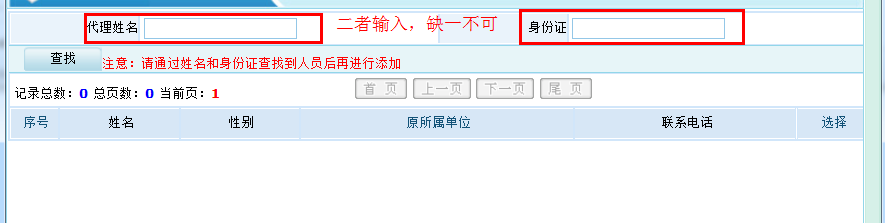 代理姓名 二者输入，缺一不可 身份证
查找 注意：请通过姓名和身份证查找到人员后再进行添加
记录总数：0 总页数：0 当前页：1 首 页 上一页 下一页 尾 页
序号 姓名 性别 原所属单位 联系电话 选择